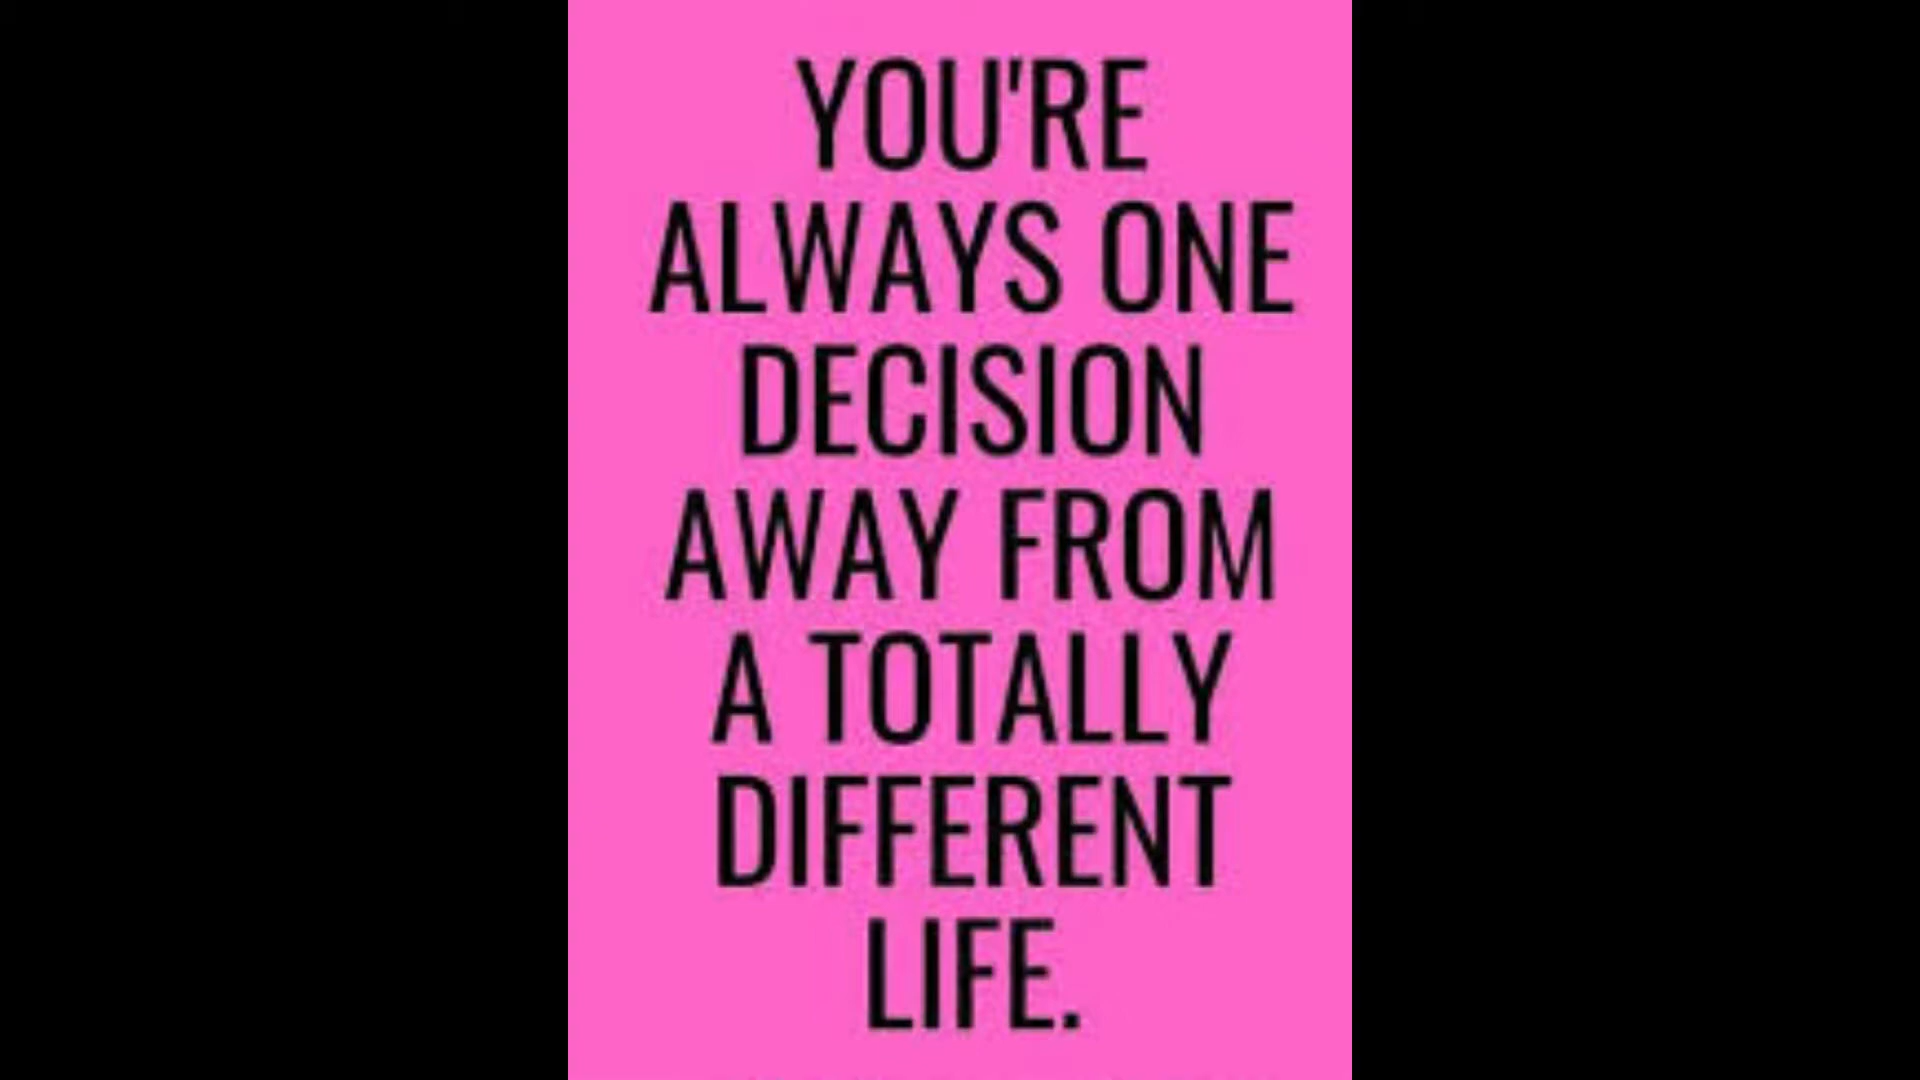 YOU'RE
ALWAYS ONE
DECISION
AWAY FROM
A TOTALLY
DIFFERENT
LIFE.